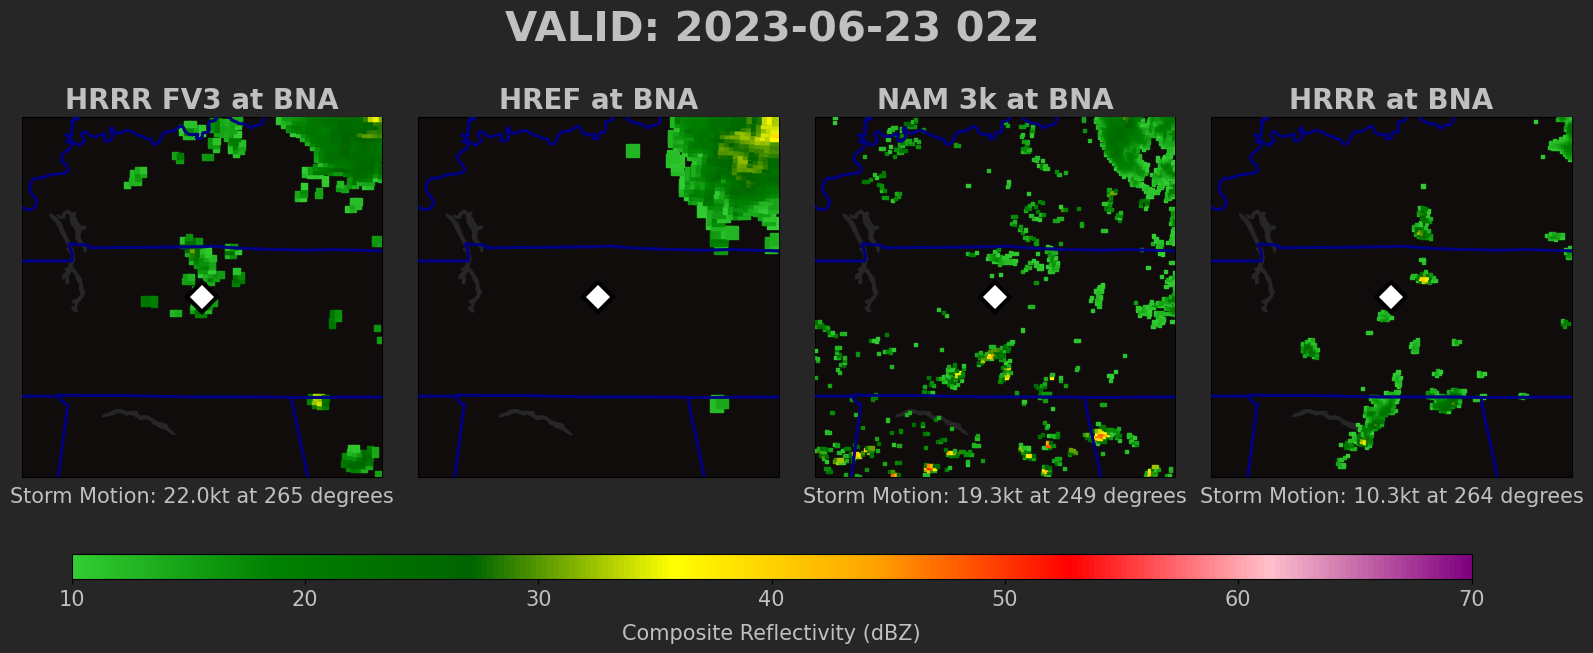 VALID: 2023-06-23 02z
HRRR FV3 at BNA
HREF at BNA
NAM 3k at BNA
HRRR at BNA
Storm Motion: 22.0kt at 265 degrees
Storm Motion: 19.3kt at 249 degrees
Storm Motion: 10.3kt at 264 degrees
10 20 30 40 50 60 70
Composite Reflectivity (dBZ)